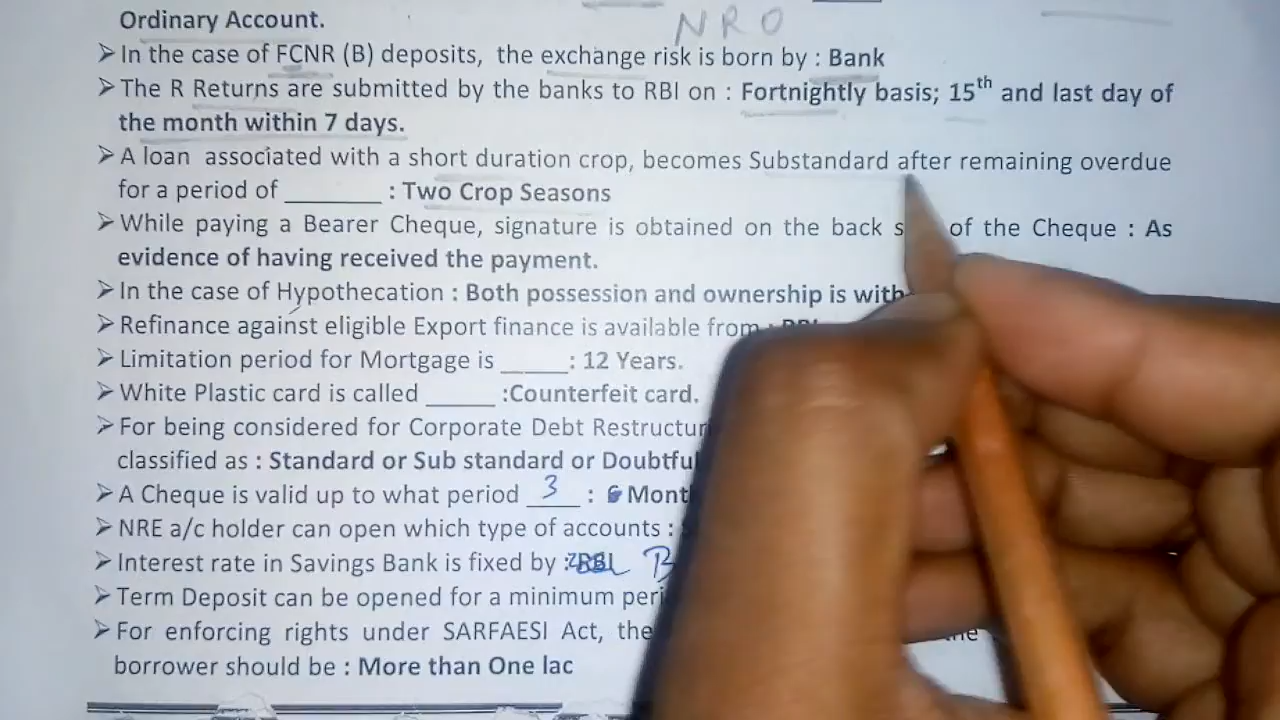 Ordinary Account.
NRO
➢ In the case of FCNR (B) deposits, the exchange risk is born by : Bank
➢ The R Returns are submitted by the banks to RBI on : Fortnightly basis; 15th and last day of
the month within 7 days.
➢ A loan associated with a short duration crop, becomes Substandard after remaining overdue
for a period of ________ : Two Crop Seasons
➢ While paying a Bearer Cheque, signature is obtained on the back of the Cheque : As
evidence of having received the payment.
➢ In the case of Hypothecation : Both possession and ownership is with
➢ Refinance against eligible Export finance is available from :
➢ Limitation period for Mortgage is _____: 12 Years.
➢ White Plastic card is called _____ :Counterfeit card.
➢ For being considered for Corporate Debt
classified as : Standard or Sub standard or
➢ A Cheque is valid up to what period 3 : 6
➢ NRE a/c holder can open which type of accounts :
➢ Interest rate in Savings Bank is fixed by : RBI
➢ Term Deposit can be opened for a minimum
➢ For enforcing rights under SARFAESI Act,
borrower should be : More than One lac